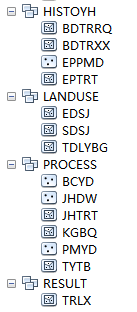 HISTOYH
BDTRRQ
BDTRXX
EPPMD
EPTRT
LANDUSE
EDSJ
SDSJ
TDLYBG
PROCESS
BCYD
JHDW
JHTRT
KGBQ
PMYD
TYTB
RESULT
TRLX